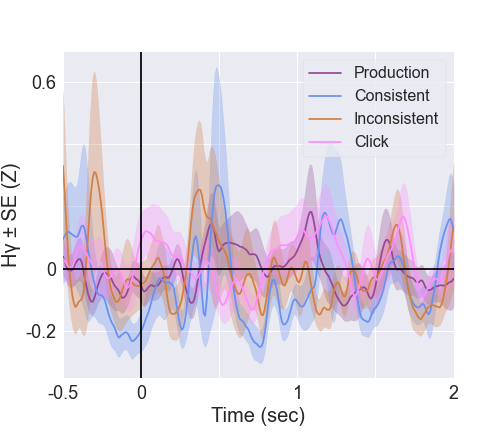 Production
Consistent
Inconsistent
Click
0.6
0
-0.2
Hγ ± SE (Z)
-0.5
0
1
2
Time (sec)